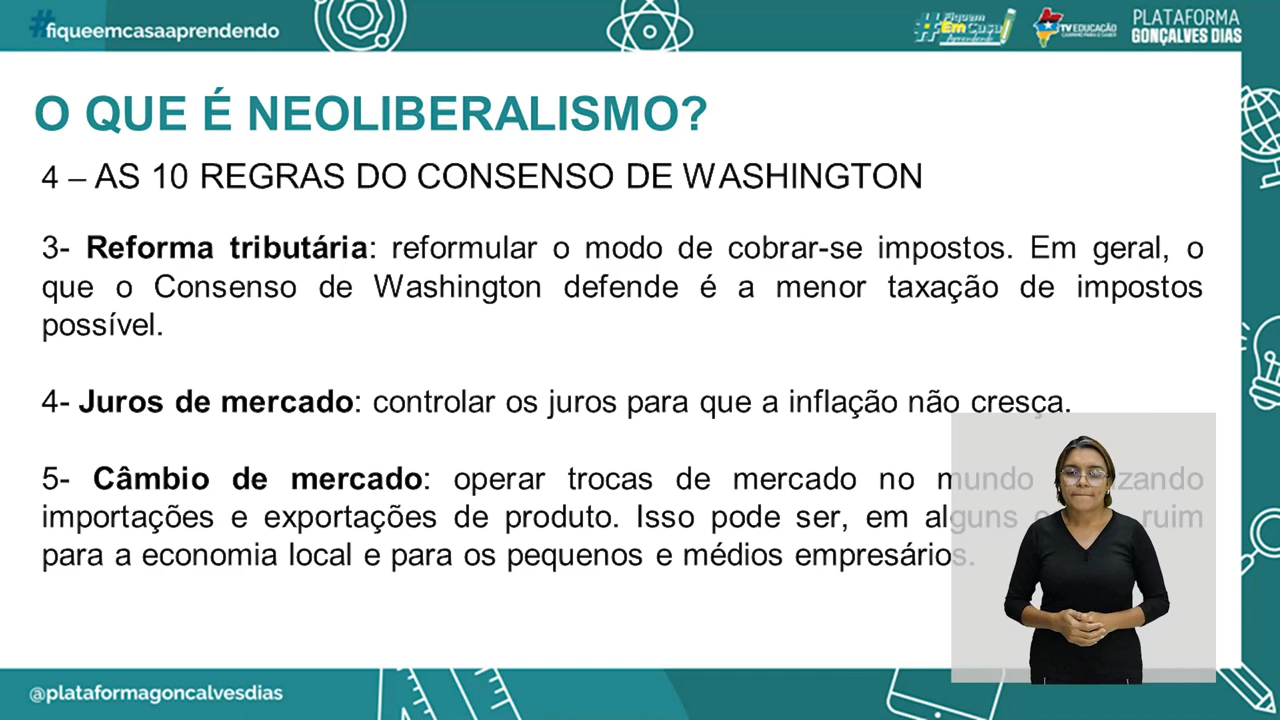 #fiqueemcasaaprendendo
#Fiquem
Em Casa
Aprendendo
TV EDUCAÇÃO
PLATAFORMA
GONÇALVES DIAS
O QUE É NEOLIBERALISMO?
4 – AS 10 REGRAS DO CONSENSO DE WASHINGTON
3- Reforma tributária: reformular o modo de cobrar-se impostos. Em geral, o
que o Consenso de Washington defende é a menor taxação de impostos
possível.
4- Juros de mercado: controlar os juros para que a inflação não cresça.
5- Câmbio de mercado: operar trocas de mercado no mundo
importações e exportações de produto. Isso pode ser, em alguns ruim
para a economia local e para os pequenos e médios empresários.
@plataformagoncalvesdias